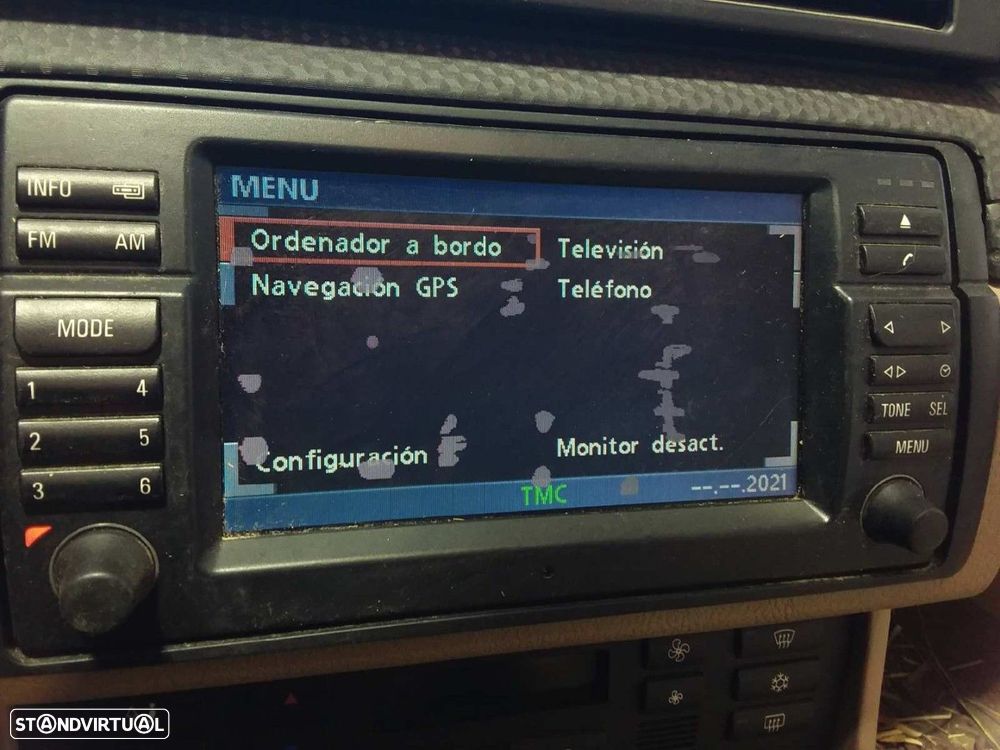 INFO
FM AM
MODE
1 4
2 5
3 6
MENU
Ordenador a bordo Televisión
Navegación GPS Teléfono
Configuración Monitor desact.
TMC --.--.2021
TONE SEL
MENU
STANDVIRTUAL